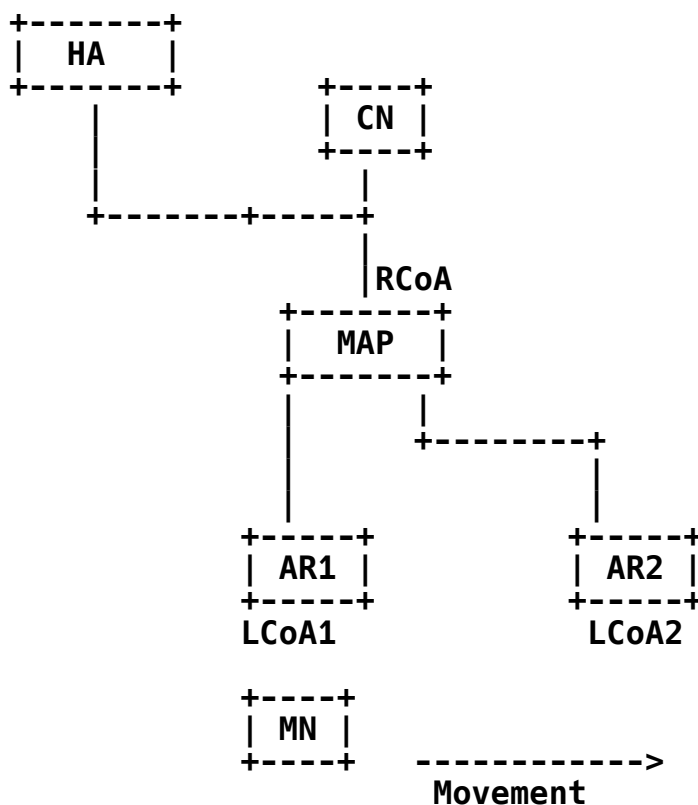 HA
CN
RCoA
MAP
AR1 AR2
LCoA1 LCoA2
MN
Movement